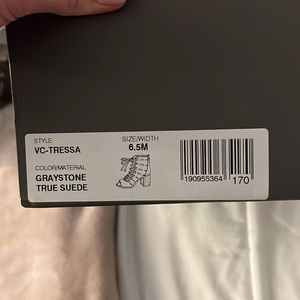 STYLE
VC-TRESSA
SIZE/WIDTH
6.5M
COLOR/MATERIAL
GRAYSTONE
TRUE SUEDE
190955364 170